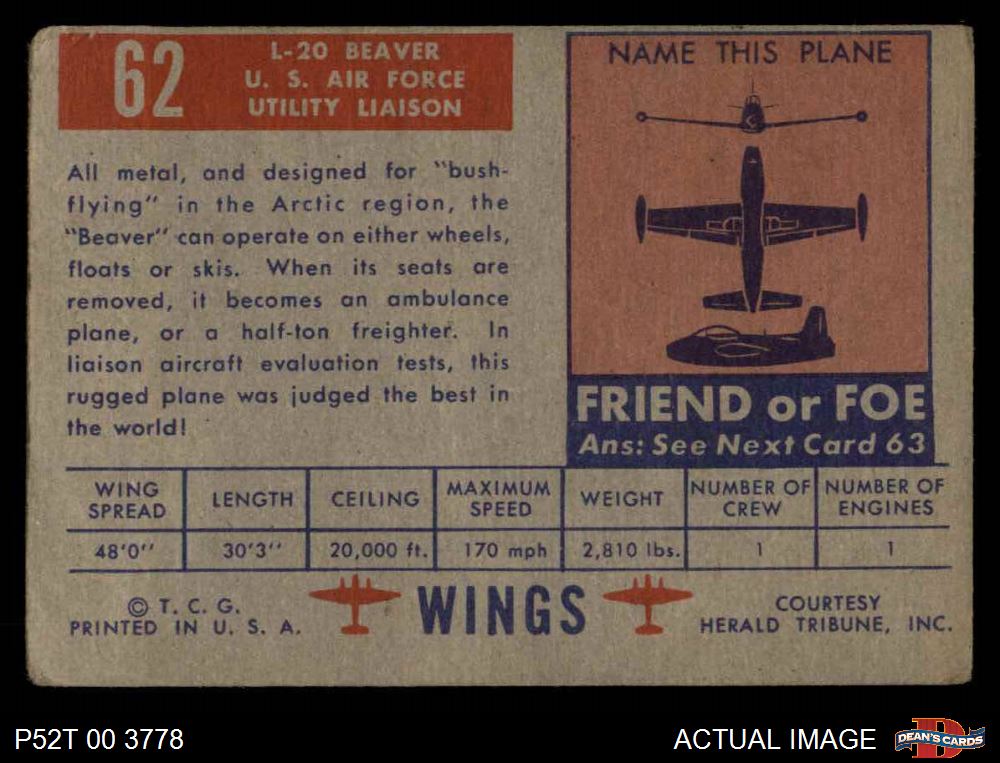 62
L-20 BEAVER
U. S. AIR FORCE
UTILITY LIAISON
All metal, and designed for "bush-
flying" in the Arctic region, the
"Beaver" can operate on either wheels,
floats or skis. When its seats are
removed, it becomes an ambulance
plane, or a half-ton freighter. In
liaison aircraft evaluation tests, this
rugged plane was judged the best in
the world!
NAME THIS PLANE
FRIEND or FOE
Ans: See Next Card 63
WING SPREAD LENGTH CEILING MAXIMUM SPEED WEIGHT NUMBER OF CREW NUMBER OF ENGINES
48'0'' 30'3'' 20,000 ft. 170 mph 2,810 lbs. 1 1
© T. C. G.
PRINTED IN U. S. A.
WINGS
COURTESY
HERALD TRIBUNE, INC.
P52T 00 3778
ACTUAL IMAGE
DEAN'S CARDS